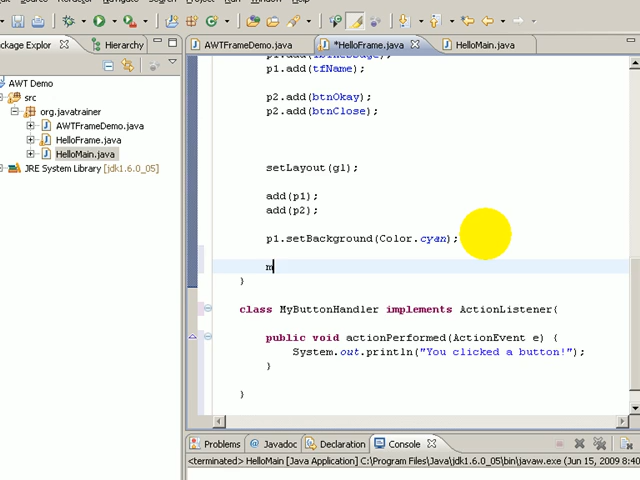 ackage Explor
Hierarchy
AWTFrameDemo.java
*HelloFrame.java
HelloMain.java
AWT Demo
src
org.javatrainer
AWTFrameDemo.java
HelloFrame.java
HelloMain.java
JRE System Library [jdk1.6.0_05]
p1.add(tfName);
p2.add(btnOkay);
p2.add(btnClose);
setLayout(gl);
add(p1);
add(p2);
p1.setBackground(Color.cyan);
m
}
class MyButtonHandler implements ActionListener{
public void actionPerformed(ActionEvent e) {
System.out.println("You clicked a button!");
}
}
Problems
Javadoc
Declaration
Console
<terminated> HelloMain [Java Application] C:\Program Files\Java\jdk1.6.0_05\bin\javaw.exe (Jun 15, 2009 8:40